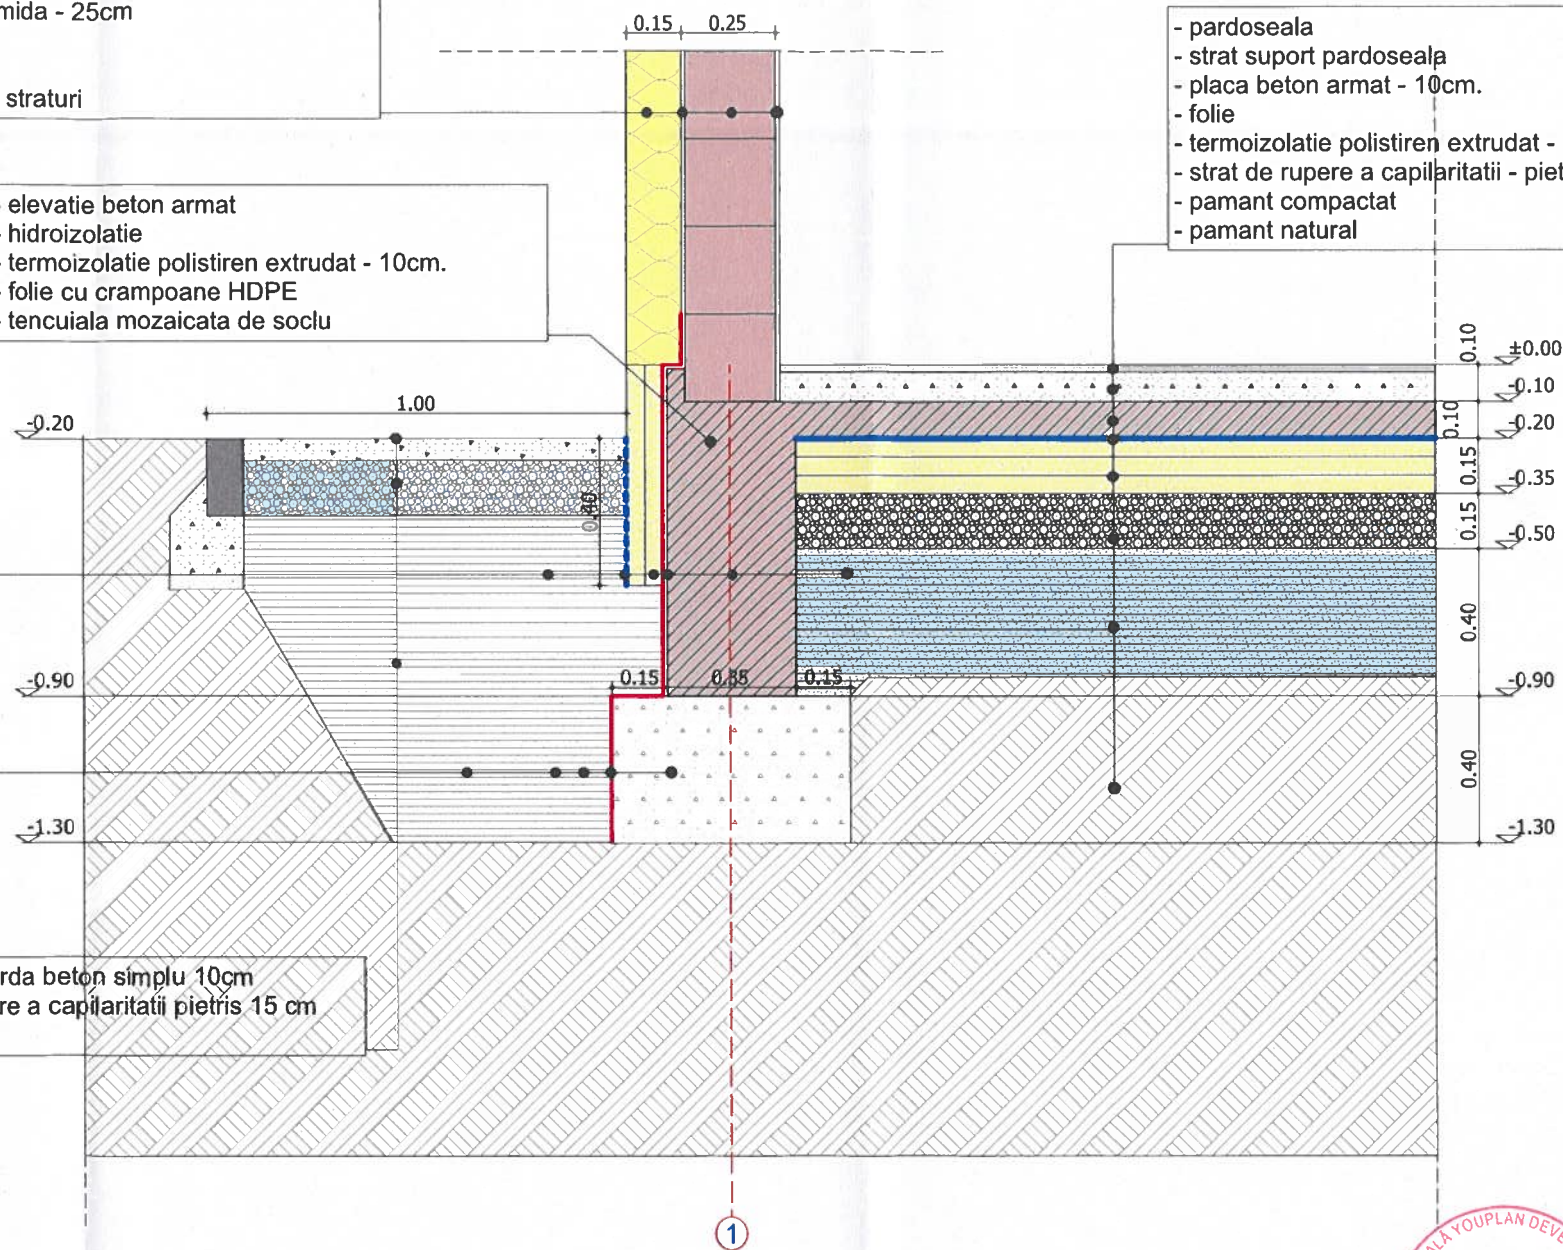 mida - 25cm
straturi
- elevatie beton armat
- hidroizolatie
- termoizolatie polistiren extrudat - 10cm.
- folie cu crampoane HDPE
- tencuiala mozaicata de soclu
0.15 0.25
- pardoseala
- strat suport pardoseala
- placa beton armat - 10cm.
- folie
- termoizolatie polistiren extrudat -
- strat de rupere a capilaritatii - piet
- pamant compactat
- pamant natural
0.10
±0.00
-0.10
0.10
-0.20
0.15
-0.35
0.15
-0.50
0.40
-0.90
0.40
-1.30
1.00
-0.20
0.40
-0.90
0.15 0.35 0.15
-1.30
rda beton simplu 10cm
re a capilaritatii pietris 15 cm
1
YOUPLAN DEVE